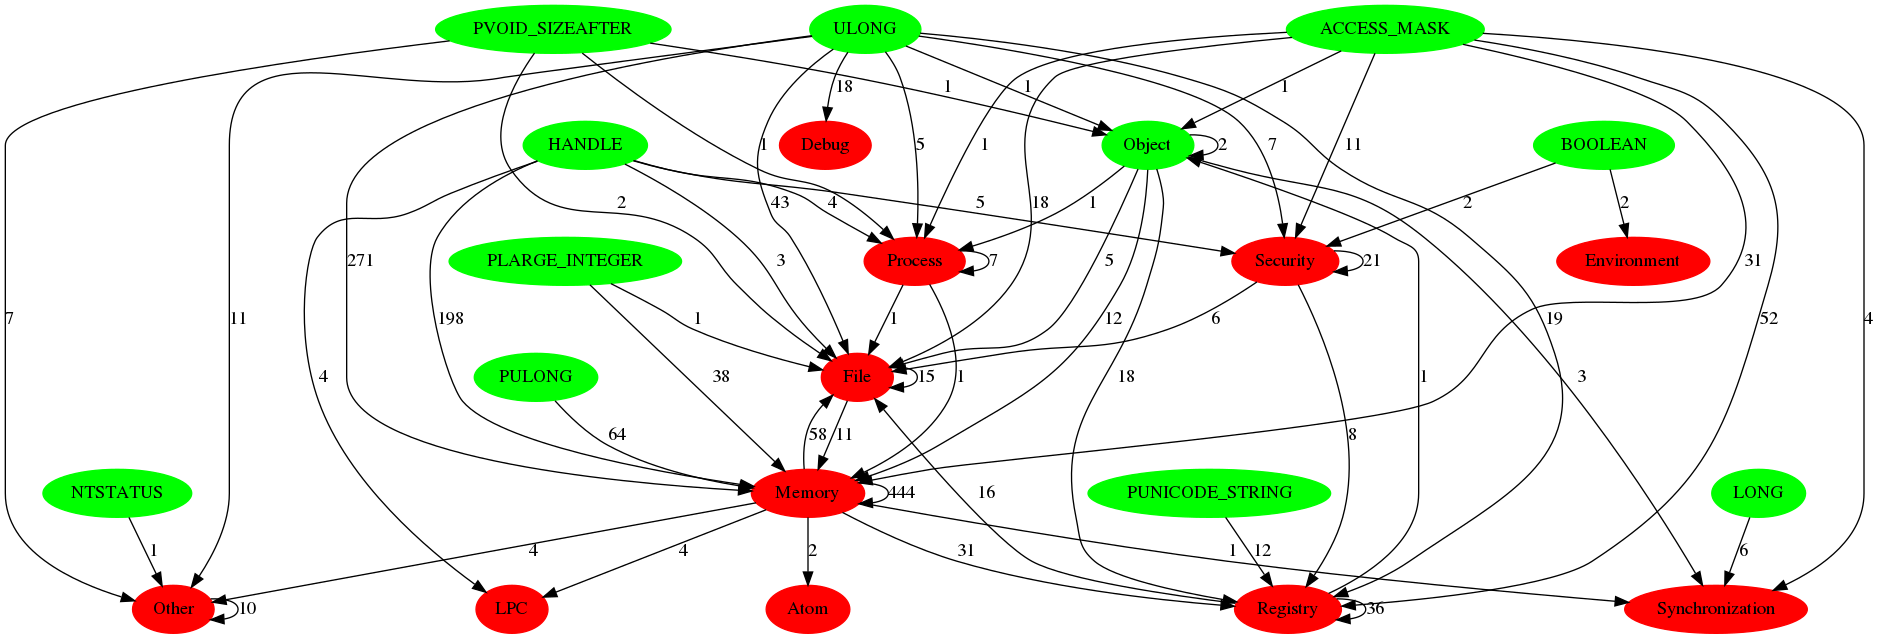 PVOID_SIZEAFTER
ULONG
ACCESS_MASK
18
1
1
1
HANDLE
Debug
1
5
1
Object
2
7
11
BOOLEAN
2
43
4
5
18
1
2
2
PLARGE_INTEGER
271
3
Process
7
5
Security
21
31
Environment
7
11
198
1
1
12
6
19
52
4
4
PULONG
38
File
15
1
18
1
3
64
58
11
8
NTSTATUS
Memory
444
16
PUNICODE_STRING
LONG
1
4
4
2
31
1
12
6
Other
10
LPC
Atom
Registry
36
Synchronization